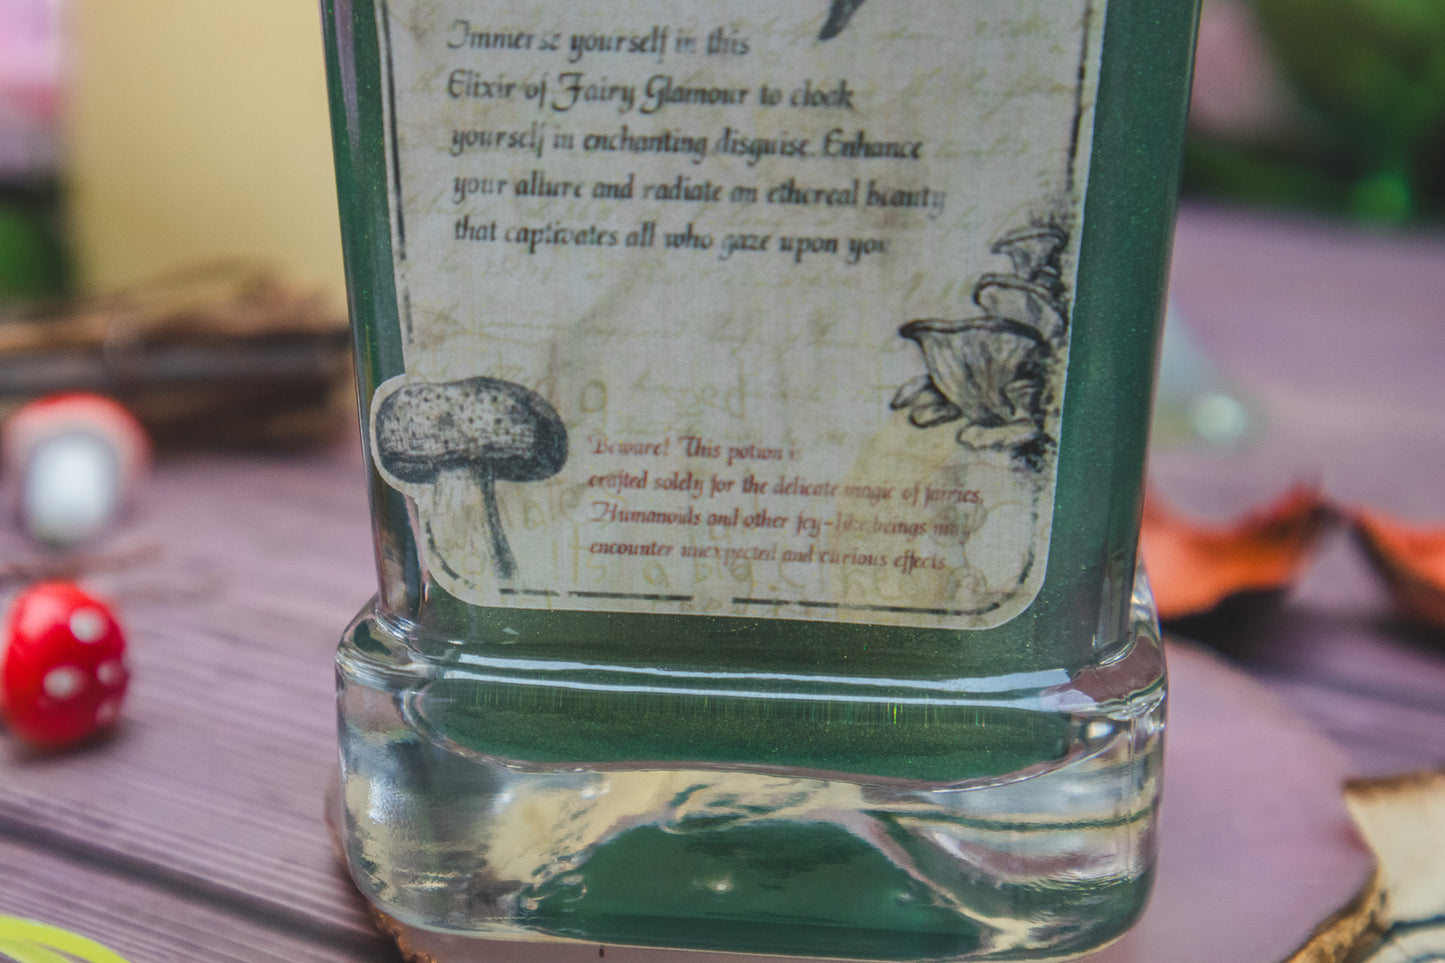 Immerse yourself in this
Elixir of Fairy Glamour to cloak
yourself in enchanting disguise. Enhance
your allure and radiate an ethereal beauty
that captivates all who gaze upon you
Beware! This potion is
crafted solely for the delicate magic of fairies.
Humanoids and other fey-like beings may
encounter unexpected and curious effects